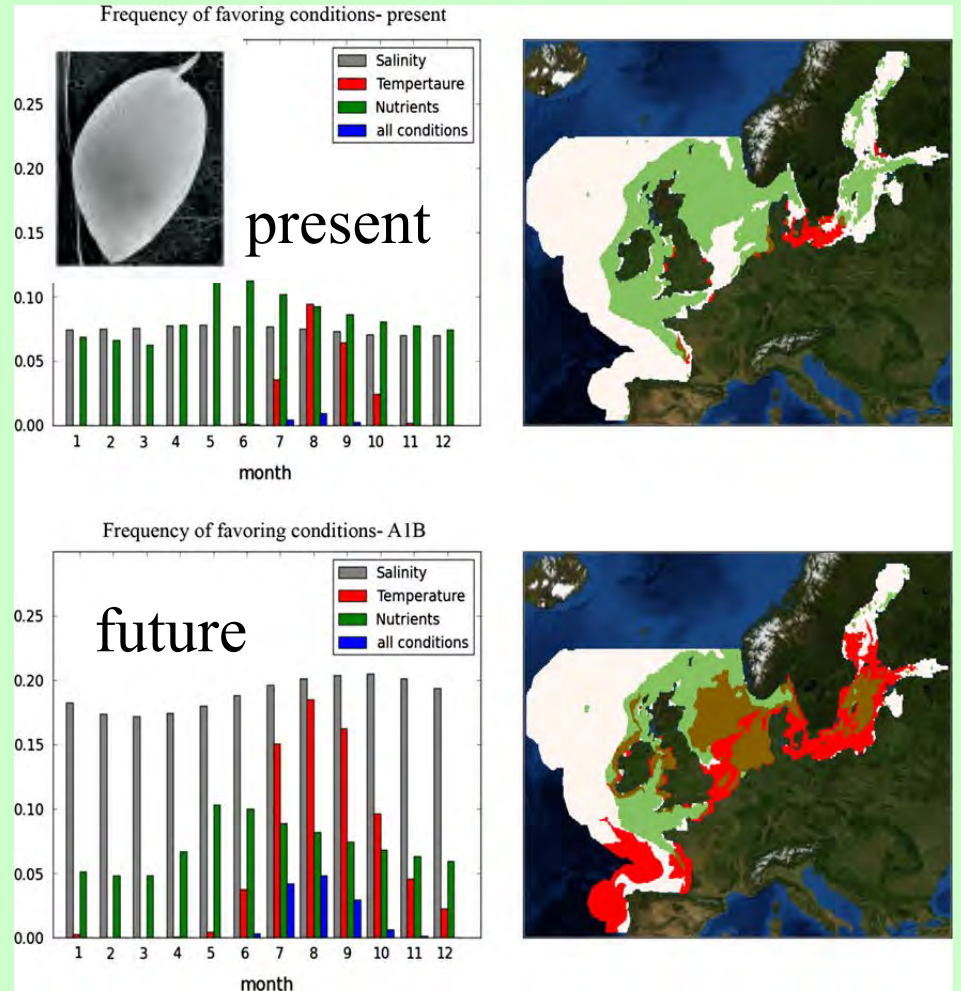 Frequency of favoring conditions- present
Salinity
Tempertaure
Nutrients
all conditions
present
0.25
0.20
0.15
0.10
0.05
0.00
1 2 3 4 5 6 7 8 9 10 11 12
month
Frequency of favoring conditions- A1B
Salinity
Temperature
Nutrients
all conditions
future
0.25
0.20
0.15
0.10
0.05
0.00
1 2 3 4 5 6 7 8 9 10 11 12
month